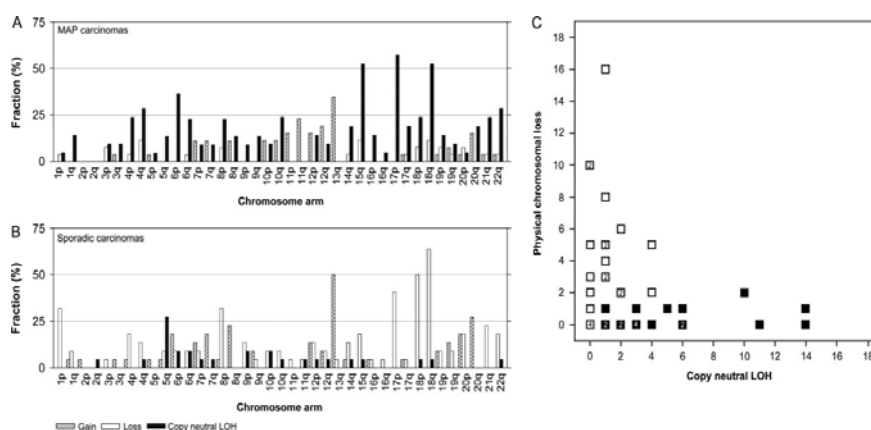 A
MAP carcinomas
75
50
25
0
Fraction (%)
1p 1q 2p 2q 3p 3q 4p 4q 5p 5q 6p 6q 7p 7q 8p 8q 9p 9q 10p 10q 11p 11q 12p 12q 13q 14q 15q 16p 16q 17p 17q 18p 18q 19p 19q 20p 20q 21q 22q
Chromosome arm
B
Sporadic carcinomas
75
50
25
0
Fraction (%)
1p 1q 2p 2q 3p 3q 4p 4q 5p 5q 6p 6q 7p 7q 8p 8q 9p 9q 10p 10q 11p 11q 12p 12q 13q 14q 15q 16p 16q 17p 17q 18p 18q 19p 19q 20p 20q 21q 22q
Chromosome arm
Gain Loss Copy neutral LOH
C
18
16
14
12
10
8
6
4
2
0
Physical chromosomal loss
0 2 4 6 8 10 12 14 16 18
Copy neutral LOH